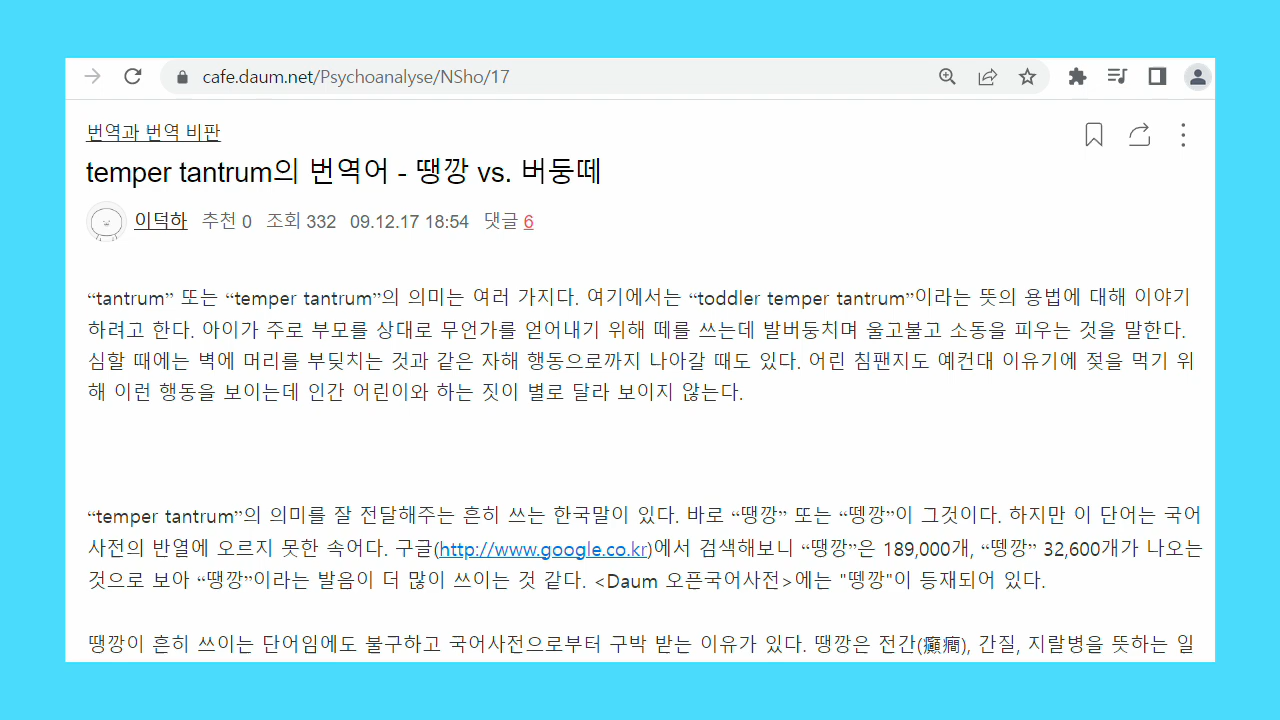 cafe.daum.net/Psychoanalyse/NSho/17
번역과 번역 비판
temper tantrum의 번역어 - 땡깡 vs. 버둥떼
이덕하 추천 0 조회 332 09.12.17 18:54 댓글 6
“tantrum” 또는 “temper tantrum”의 의미는 여러 가지다. 여기에서는 “toddler temper tantrum”이라는 뜻의 용법에 대해 이야기
하려고 한다. 아이가 주로 부모를 상대로 무언가를 얻어내기 위해 떼를 쓰는데 발버둥치며 울고불고 소동을 피우는 것을 말한다.
심할 때에는 벽에 머리를 부딪치는 것과 같은 자해 행동으로까지 나아갈 때도 있다. 어린 침팬지도 예컨대 이유기에 젖을 먹기 위
해 이런 행동을 보이는데 인간 어린이와 하는 짓이 별로 달라 보이지 않는다.
“temper tantrum”의 의미를 잘 전달해주는 흔히 쓰는 한국말이 있다. 바로 “땡깡” 또는 “뗑깡”이 그것이다. 하지만 이 단어는 국어
사전의 반열에 오르지 못한 속어다. 구글(http://www.google.co.kr)에서 검색해보니 “땡깡”은 189,000개, “뗑깡” 32,600개가 나오는
것으로 보아 “땡깡”이라는 발음이 더 많이 쓰이는 것 같다. <Daum 오픈국어사전>에는 "뗑깡"이 등재되어 있다.
땡깡이 흔히 쓰이는 단어임에도 불구하고 국어사전으로부터 구박 받는 이유가 있다. 땡깡은 전간(癲癎), 간질, 지랄병을 뜻하는 일